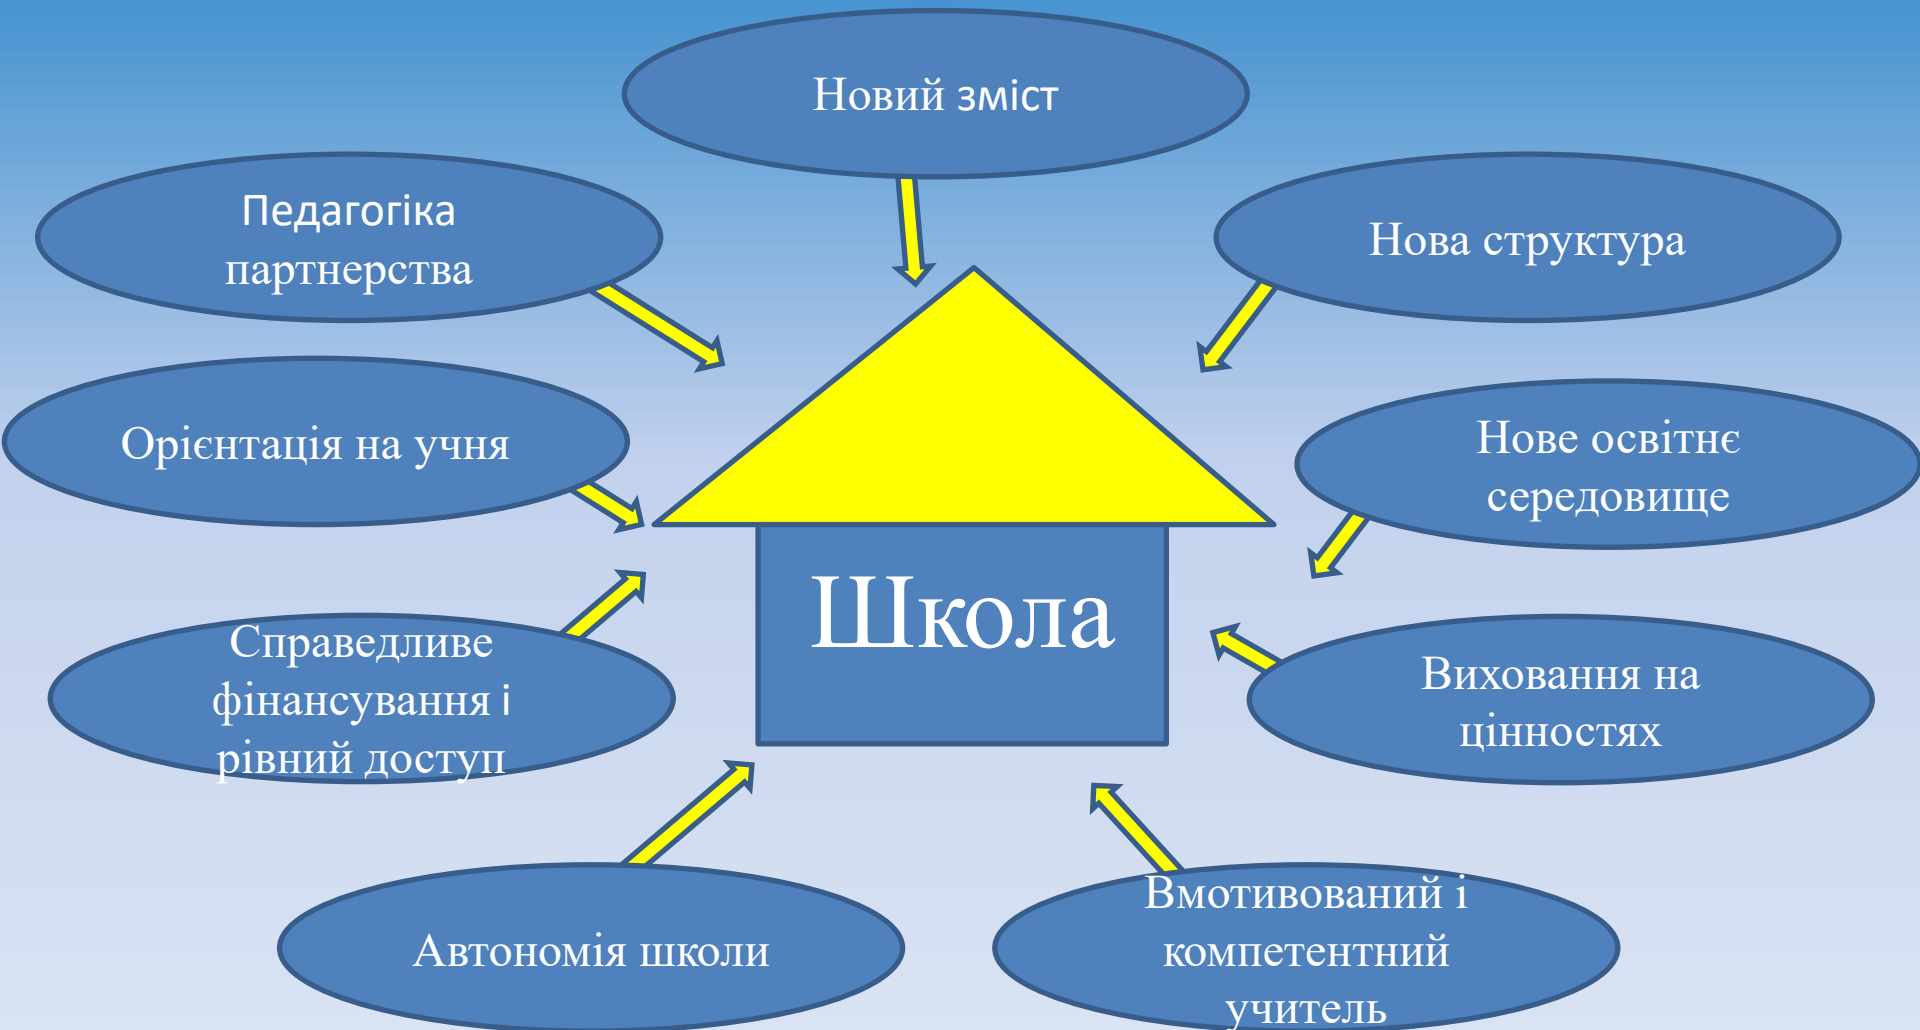 Новий зміст
Педагогіка
партнерства
Нова структура
Орієнтація на учня
Нове освітнє
середовище
Школа
Справедливе
фінансування і
рівний доступ
Виховання на
цінностях
Автономія школи
Вмотивований і
компетентний
учитель